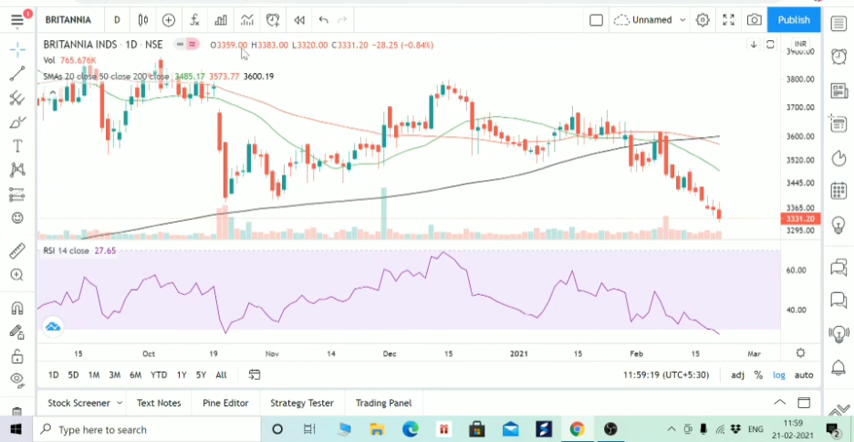 11
BRITANNIA D Unnamed Publish
BRITANNIA INDS · 1D · NSE O3359.00 H3383.00 L3320.00 C3331.20 −28.25 (−0.84%) INR
Vol 765.676K
SMAs 20 close 50 close 200 close 3485.17 3573.77 3600.19
3800.00
3700.00
3600.00
3520.00
3445.00
3365.00
3331.20
3295.00
RSI 14 close 27.65
60.00
40.00
15 Oct 19 Nov 14 Dec 15 2021 15 Feb 15 Mar
1D 5D 1M 3M 6M YTD 1Y 5Y All 11:59:19 (UTC+5:30) adj % log auto
Stock Screener Text Notes Pine Editor Strategy Tester Trading Panel
Type here to search ENG 11:59
21-02-2021 2